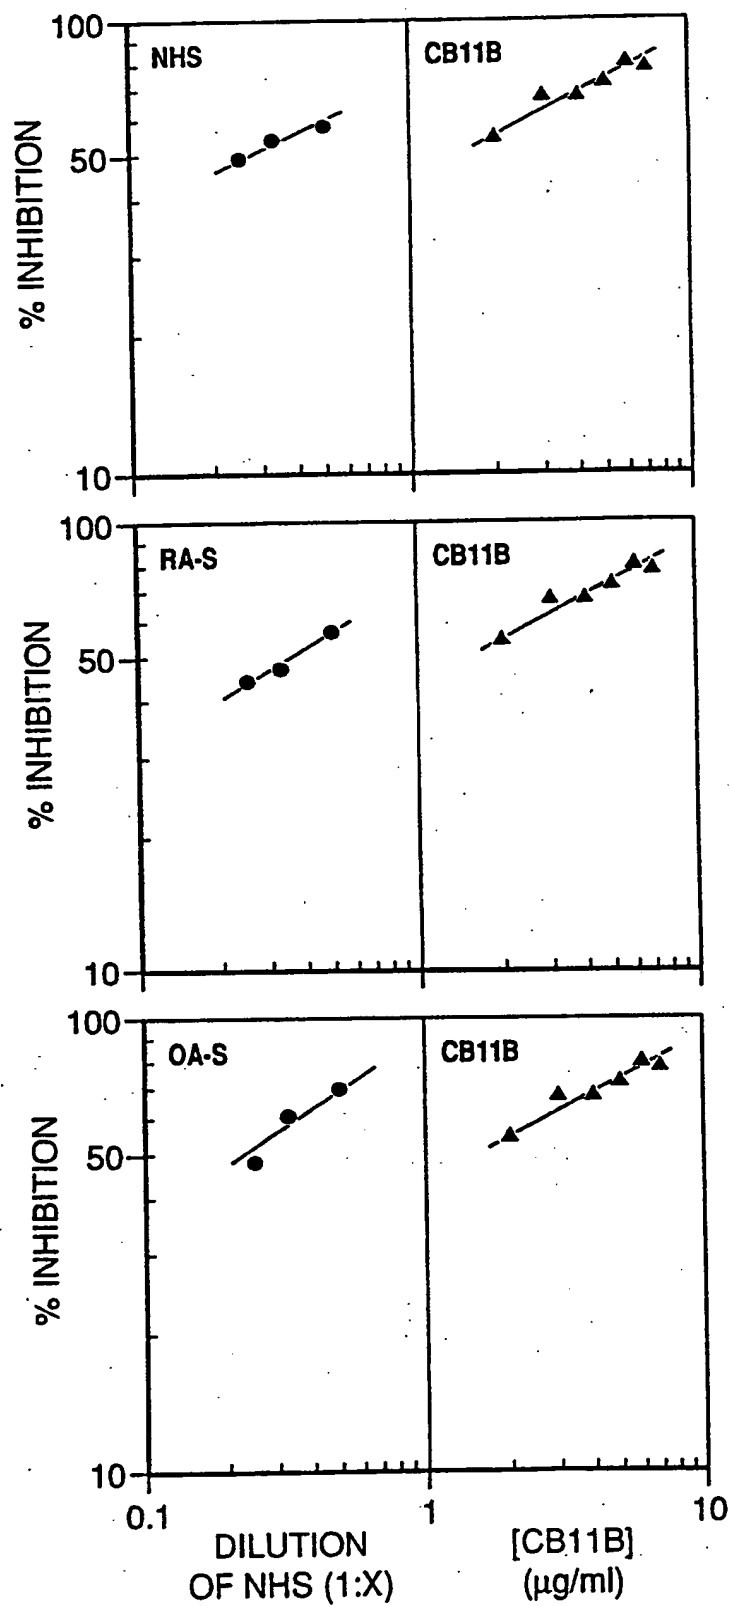 100
NHS
CB11B
50
% INHIBITION
10
100
RA-S
CB11B
50
% INHIBITION
10
100
OA-S
CB11B
50
% INHIBITION
10
0.1
1
10
DILUTION
OF NHS (1:X)
[CB11B]
(μg/ml)